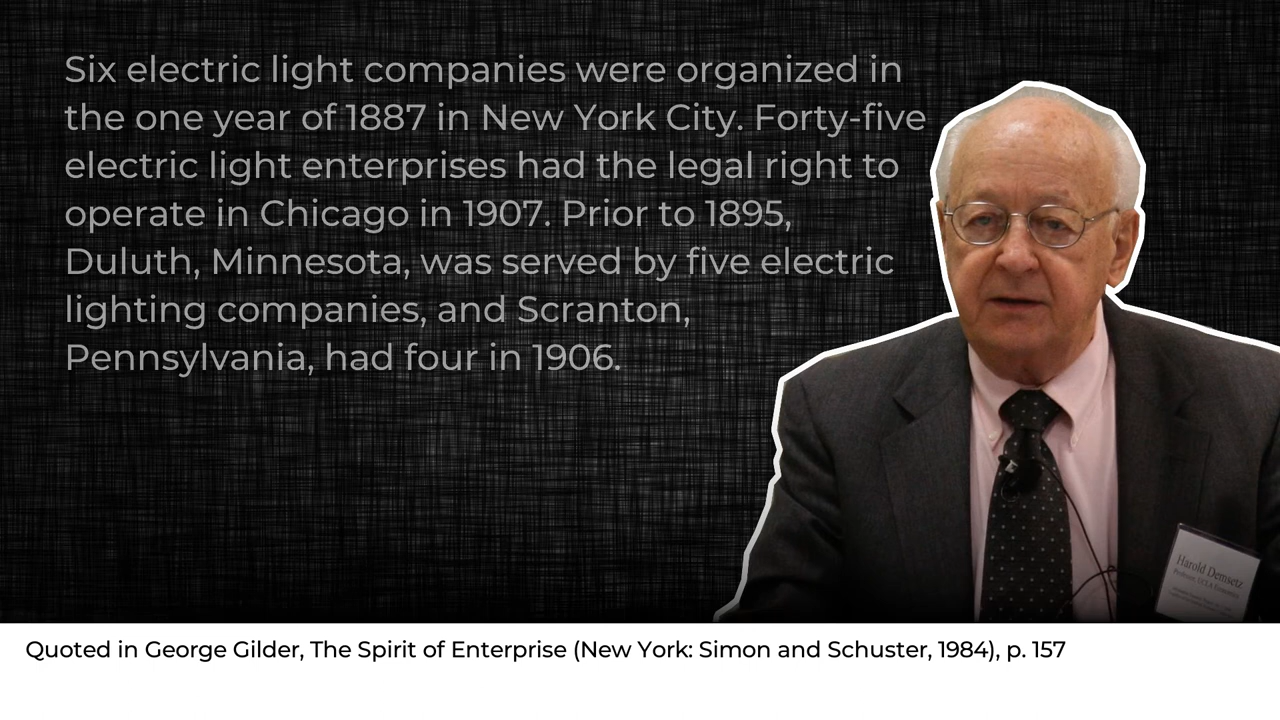 Six electric light companies were organized in
the one year of 1887 in New York City. Forty-five
electric light enterprises had the legal right to
operate in Chicago in 1907. Prior to 1895,
Duluth, Minnesota, was served by five electric
lighting companies, and Scranton,
Pennsylvania, had four in 1906.
Harold Demsetz
Professor, UCLA Economics
Quoted in George Gilder, The Spirit of Enterprise (New York: Simon and Schuster, 1984), p. 157